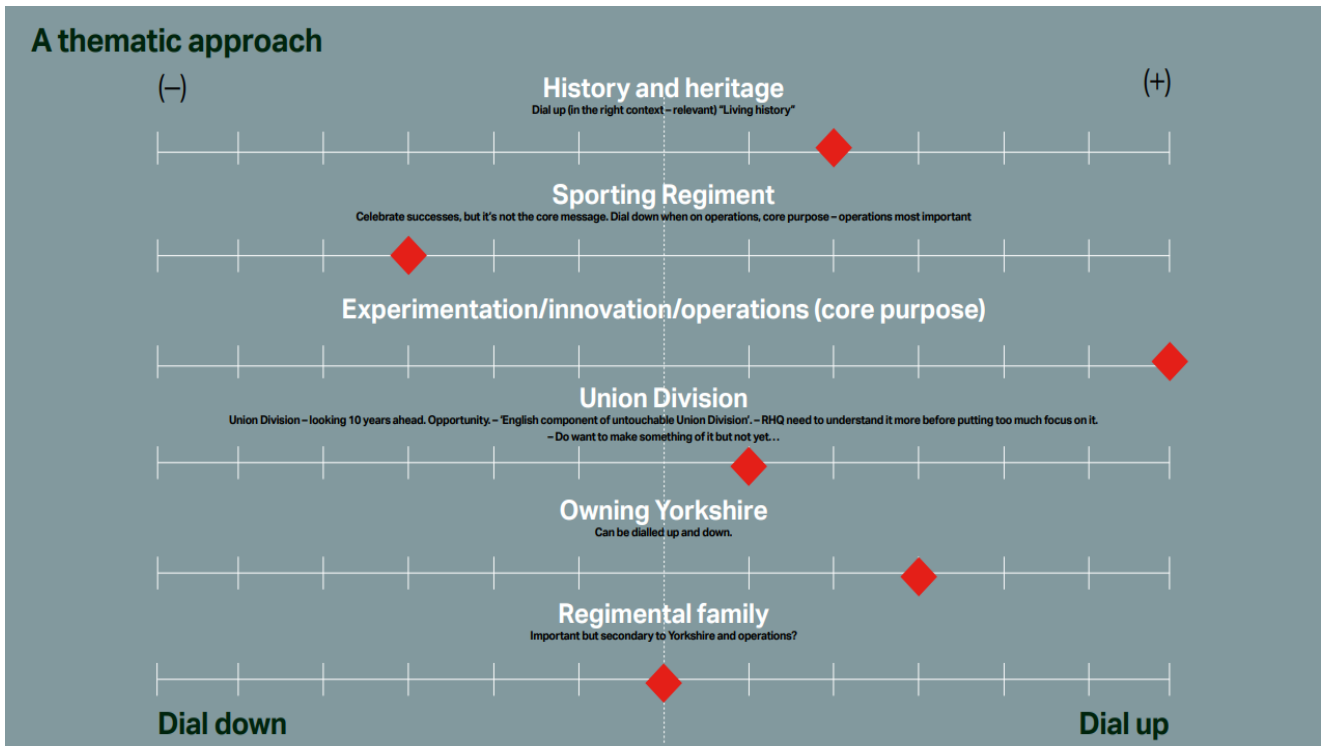 A thematic approach
(–)
(+)
History and heritage
Dial up (in the right context – relevant) “Living history”
Sporting Regiment
Celebrate successes, but it’s not the core message. Dial down when on operations, core purpose – operations most important
Experimentation/innovation/operations (core purpose)
Union Division
Union Division – looking 10 years ahead. Opportunity. – ‘English component of untouchable Union Division’. – RHQ need to understand it more before putting too much focus on it.
– Do want to make something of it but not yet…
Owning Yorkshire
Can be dialled up and down.
Regimental family
Important but secondary to Yorkshire and operations?
Dial down
Dial up